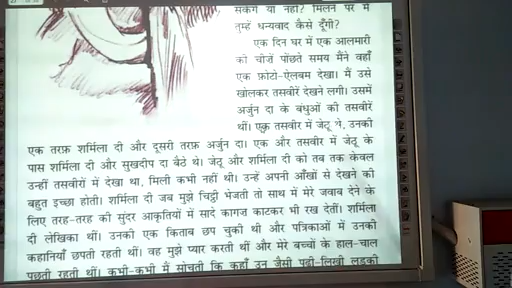 सकेंगे या नहीं? मिलने पर मैं
तुम्हें धन्यवाद कैसे दूँगी?
एक दिन घर में एक आलमारी
की चीजें पोंछते समय मैंने वहाँ
एक फ़ोटो-ऐलबम देखा। मैं उसे
खोलकर तसवीरें देखने लगी। उसमें
अर्जुन दा के बंधुओं की तसवीरें
थीं। एक तसवीर में जेठू थे, उनकी
एक तरफ़ शर्मिला दी और दूसरी तरफ़ अर्जुन दा। एक और तसवीर में जेठू के
पास शर्मिला दी और सुखदीप दा बैठे थे। जेठू और शर्मिला दी को तब तक केवल
उन्हीं तसवीरों में देखा था, मिली कभी नहीं थी। उन्हें अपनी आँखों से देखने की
बहुत इच्छा होती। शर्मिला दी जब मुझे चिट्ठी भेजतीं तो साथ में मेरे जवाब देने के
लिए तरह-तरह की सुंदर आकृतियों में सादे कागज काटकर भी रख देतीं। शर्मिला
दी लेखिका थीं। उनकी एक किताब छप चुकी थी और पत्रिकाओं में उनकी
कहानियाँ छपती रहती थीं। वह मुझे प्यार करती थीं और मेरे बच्चों के हाल-चाल
पूछती रहती थीं। कभी-कभी मैं सोचती कि कहाँ उन जैसी पढ़ी-लिखी लड़की